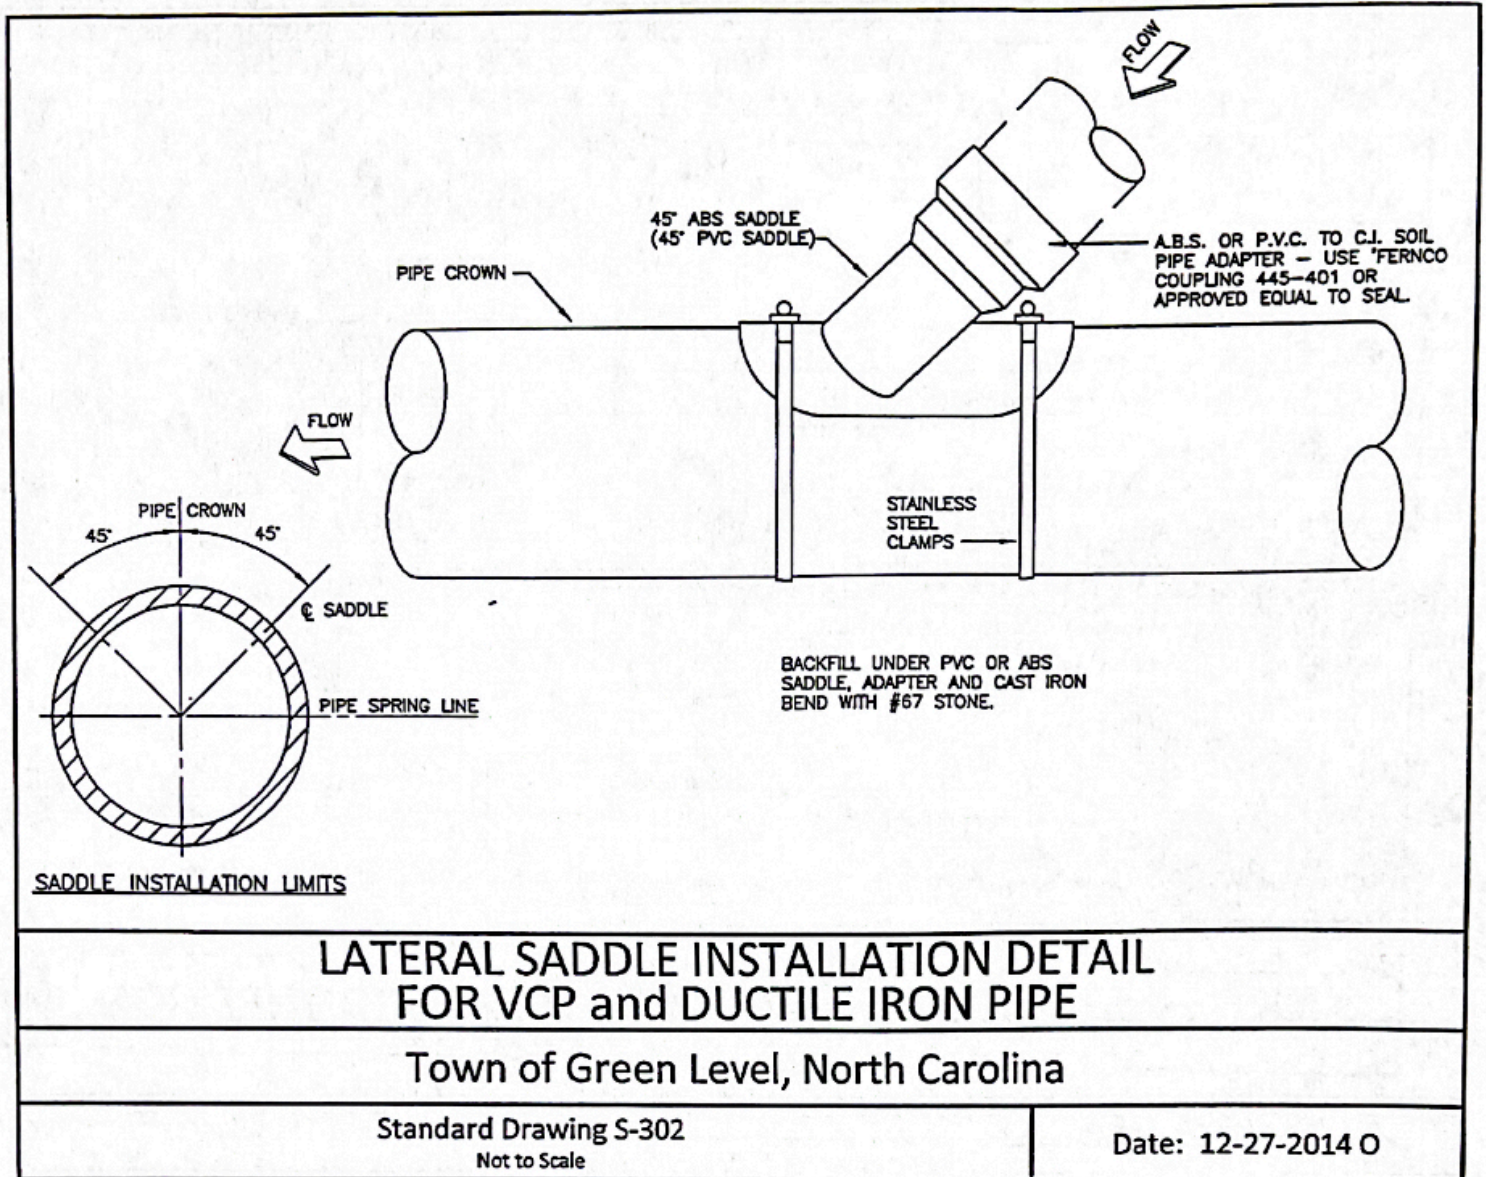 FLOW
45° ABS SADDLE
(45° PVC SADDLE)
A.B.S. OR P.V.C. TO C.I. SOIL
PIPE ADAPTER – USE "FERNCO
COUPLING 445–401 OR
APPROVED EQUAL TO SEAL.
PIPE CROWN
FLOW
STAINLESS
STEEL
CLAMPS
PIPE CROWN
45° 45°
℄ SADDLE
PIPE SPRING LINE
BACKFILL UNDER PVC OR ABS
SADDLE, ADAPTER AND CAST IRON
BEND WITH #67 STONE.
SADDLE INSTALLATION LIMITS
LATERAL SADDLE INSTALLATION DETAIL
FOR VCP and DUCTILE IRON PIPE
Town of Green Level, North Carolina
Standard Drawing S-302
Not to Scale
Date: 12-27-2014 O